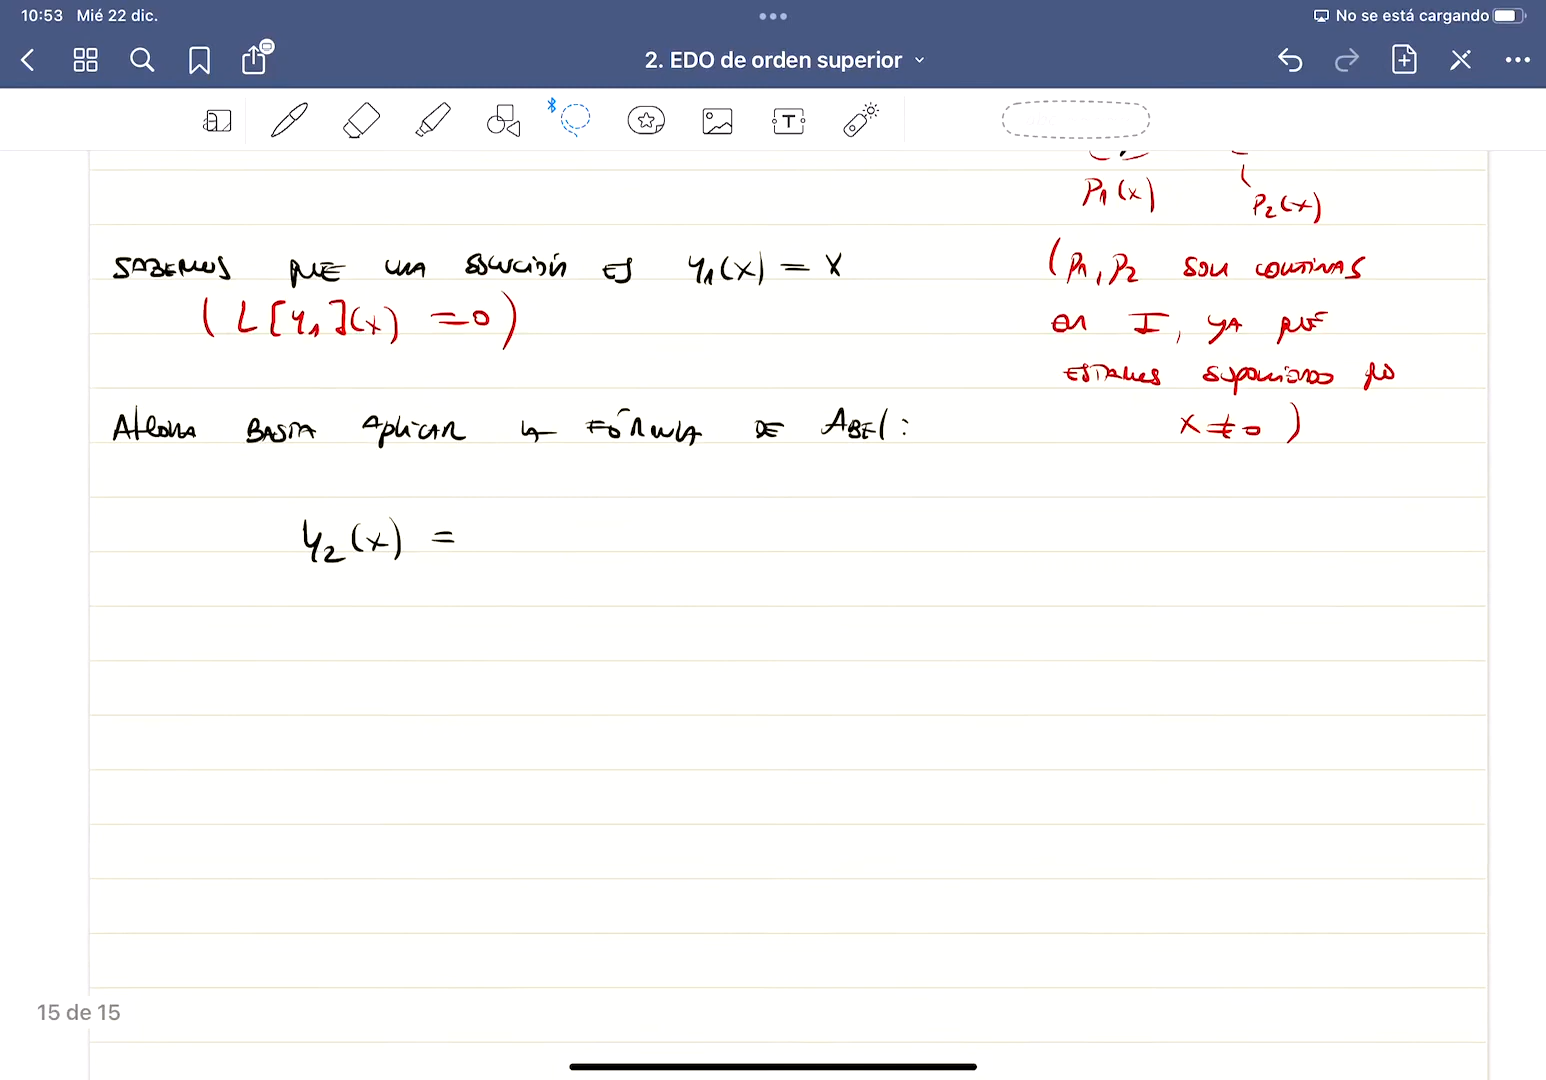 10:53 Mié 22 dic.
No se está cargando
2. EDO de orden superior
T
P1(x)
P2(x)
SABEMOS QUE UNA SOLUCIÓN ES y1(x) = x
(L[y1](x) = 0)
(P1, P2 SON CONTINUAS
EN I, YA QUE
ESTAMOS SUPONIENDO QUE
x ≠ 0)
AHORA BASTA APLICAR LA FÓRMULA DE ABEL:
y2(x) =
15 de 15